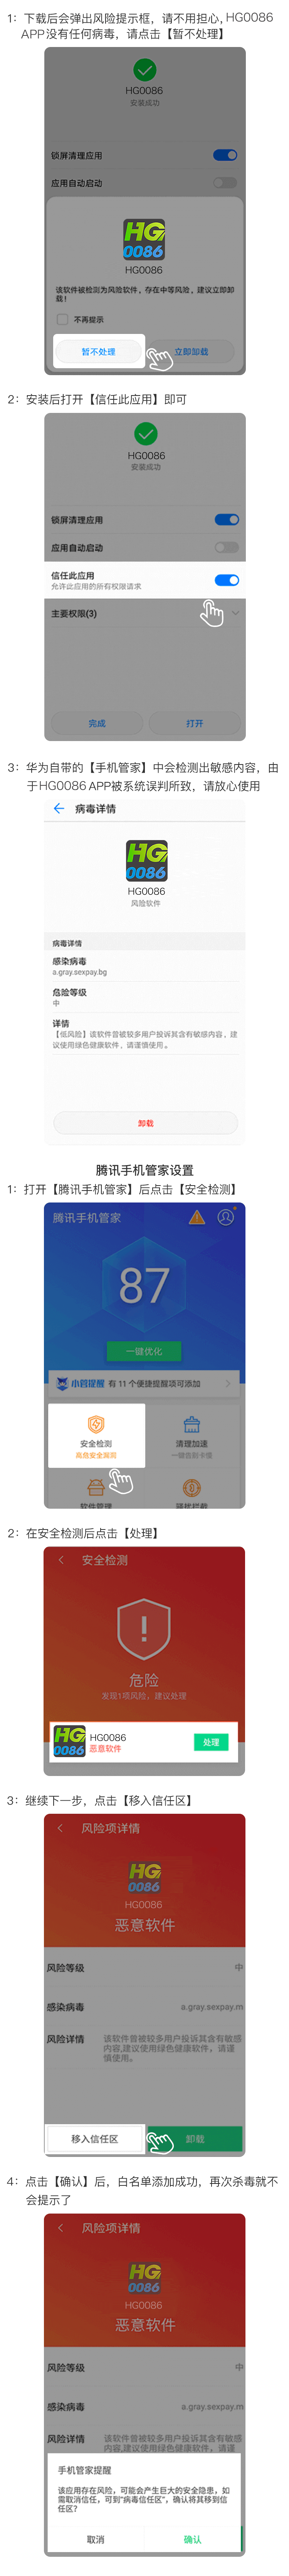 1：下载后会弹出风险提示框，请不用担心，HG0086
APP没有任何病毒，请点击【暂不处理】
HG0086
安装成功
锁屏清理应用
应用自动启动
HG
0086
HG0086
该软件被检测为风险软件，存在中等风险，建议立即卸
载！
不再提示
暂不处理
立即卸载
2：安装后打开【信任此应用】即可
HG0086
安装成功
锁屏清理应用
应用自动启动
信任此应用
允许此应用的所有权限请求
主要权限(3)
完成
打开
3：华为自带的【手机管家】中会检测出敏感内容，由
于HG0086 APP被系统误判所致，请放心使用
病毒详情
HG
0086
HG0086
风险软件
病毒详情
感染病毒
a.gray.sexpay.bg
危险等级
中
详情
【低风险】该软件曾被较多用户投诉其含有敏感内容，建
议使用绿色健康软件，请谨慎使用。
卸载
腾讯手机管家设置
1：打开【腾讯手机管家】后点击【安全检测】
腾讯手机管家
87
一键优化
小管提醒 有 11 个便捷提醒项可添加
安全检测
高危安全漏洞
清理加速
一键告别卡慢
软件管理
骚扰拦截
2：在安全检测后点击【处理】
安全检测
危险
发现1项风险，建议处理
HG
0086
HG0086
恶意软件
处理
3：继续下一步，点击【移入信任区】
风险项详情
HG
0086
HG0086
恶意软件
风险等级
中
感染病毒
a.gray.sexpay.m
风险详情
该软件曾被较多用户投诉其含有敏感
内容,建议使用绿色健康软件，请谨
慎使用。
移入信任区
卸载
4：点击【确认】后，白名单添加成功，再次杀毒就不
会提示了
风险项详情
HG
0086
HG0086
恶意软件
风险等级
中
感染病毒
a.gray.sexpay.m
风险详情
该软件曾被较多用户投诉其含有敏感
内容,建议使用绿色健康软件，请谨
手机管家提醒
该应用存在风险，可能会产生巨大的安全隐患，如
需取消信任，可到“病毒信任区”，确认将其移到信
任区？
取消
确认